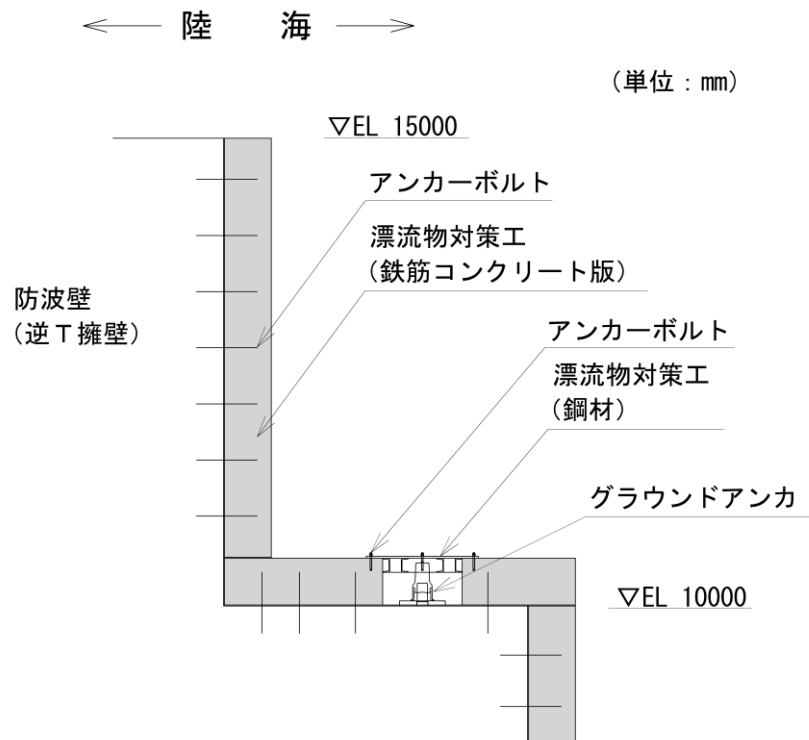 陸 海
(単位：mm)
▽EL 15000
アンカーボルト
漂流物対策工
(鉄筋コンクリート版)
防波壁
(逆Ｔ擁壁)
アンカーボルト
漂流物対策工
(鋼材)
グラウンドアンカ
▽EL 10000